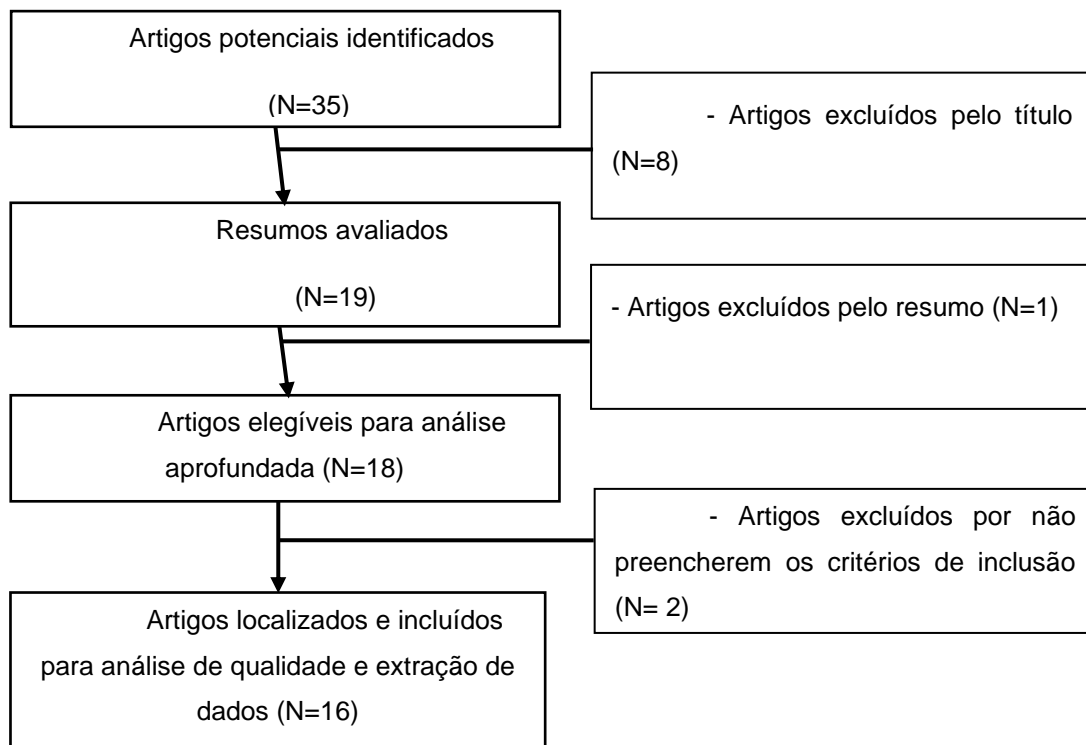 Artigos potenciais identificados
(N=35)
- Artigos excluídos pelo título
(N=8)
Resumos avaliados
(N=19)
- Artigos excluídos pelo resumo (N=1)
Artigos elegíveis para análise
aprofundada (N=18)
- Artigos excluídos por não
preencherem os critérios de inclusão
(N= 2)
Artigos localizados e incluídos
para análise de qualidade e extração de
dados (N=16)